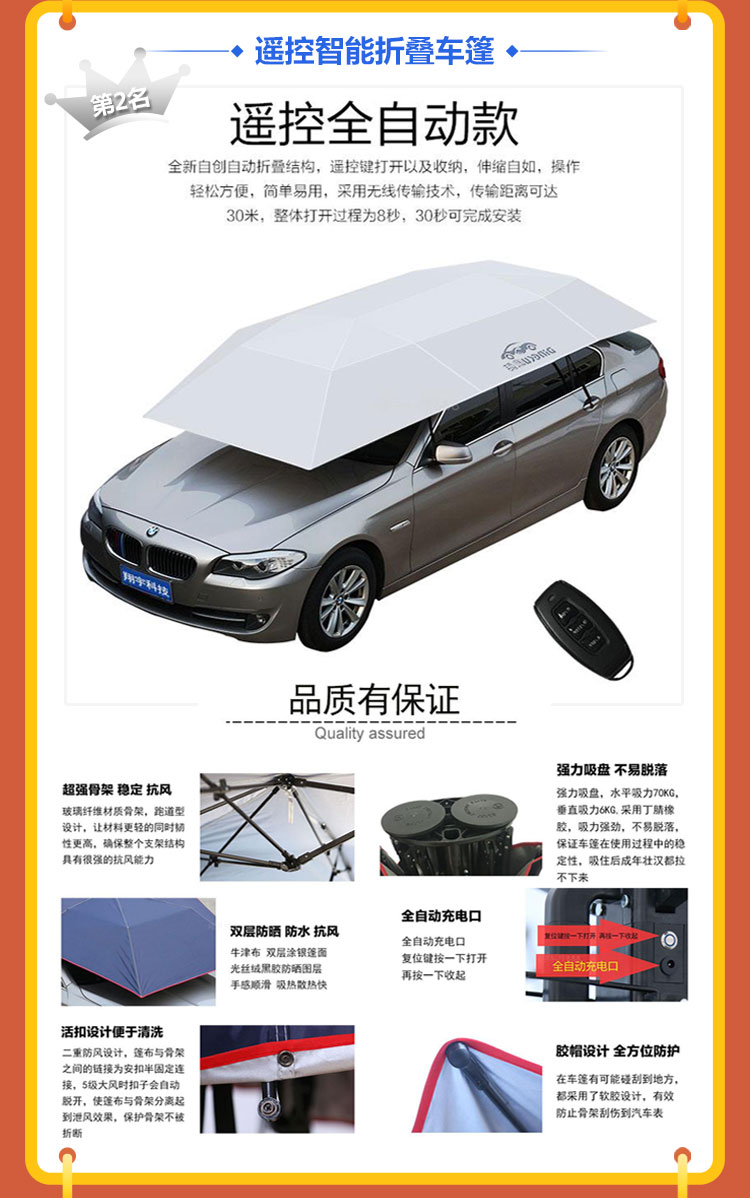 遥控智能折叠车篷
第2名
遥控全自动款
全新自创自动折叠结构，遥控键打开以及收纳，伸缩自如，操作
轻松方便，简单易用，采用无线传输技术，传输距离可达
30米，整体打开过程为8秒，30秒可完成安装
翔宇科技
品质有保证
Quality assured
超强骨架 稳定 抗风
玻璃纤维材质骨架，跑道型
设计，让材料更轻的同时韧
性更高，确保整个支架结构
具有很强的抗风能力
强力吸盘 不易脱落
强力吸盘，水平吸力70KG,
垂直吸力6KG.采用丁腈橡
胶，吸力强劲，不易脱落，
保证车篷在使用过程中的稳
定性，吸住后成年壮汉都拉
不下来
双层防晒 防水 抗风
牛津布 双层涂银篷面
光丝绒黑胶防晒图层
手感顺滑 吸热散热快
全自动充电口
全自动充电口
复位键按一下打开
再按一下收起
复位键按一下打开 再按一下收起
全自动充电口
活扣设计便于清洗
二重防风设计，篷布与骨架
之间的链接为安扣半固定连
接，5级大风时扣子会自动
脱开，使蓬布与骨架分离起
到泄风效果，保护骨架不被
折断
胶帽设计 全方位防护
在车篷有可能碰刮到地方，
都采用了软胶设计，有效
防止骨架刮伤到汽车表